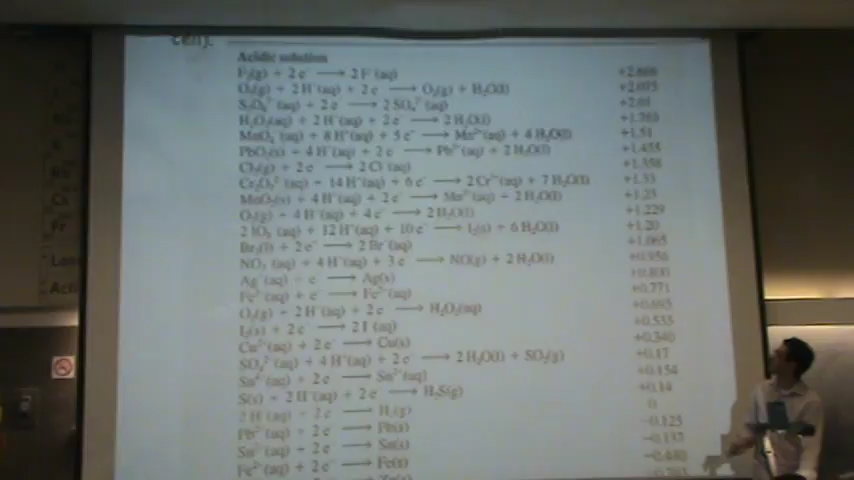 cell).
Acidic solution
F₂(g) + 2 e⁻ ⟶ 2 F⁻(aq) +2.866
O₃(g) + 2 H⁺(aq) + 2 e⁻ ⟶ O₂(g) + H₂O(l) +2.075
S₂O₈²⁻(aq) + 2 e⁻ ⟶ 2 SO₄²⁻(aq) +2.01
H₂O₂(aq) + 2 H⁺(aq) + 2 e⁻ ⟶ 2 H₂O(l) +1.763
MnO₄⁻(aq) + 8 H⁺(aq) + 5 e⁻ ⟶ Mn²⁺(aq) + 4 H₂O(l) +1.51
PbO₂(s) + 4 H⁺(aq) + 2 e⁻ ⟶ Pb²⁺(aq) + 2 H₂O(l) +1.455
Cl₂(g) + 2 e⁻ ⟶ 2 Cl⁻(aq) +1.358
Cr₂O₇²⁻(aq) + 14 H⁺(aq) + 6 e⁻ ⟶ 2 Cr³⁺(aq) + 7 H₂O(l) +1.33
MnO₂(s) + 4 H⁺(aq) + 2 e⁻ ⟶ Mn²⁺(aq) + 2 H₂O(l) +1.23
O₂(g) + 4 H⁺(aq) + 4 e⁻ ⟶ 2 H₂O(l) +1.229
2 IO₃⁻(aq) + 12 H⁺(aq) + 10 e⁻ ⟶ I₂(s) + 6 H₂O(l) +1.20
Br₂(l) + 2 e⁻ ⟶ 2 Br⁻(aq) +1.065
NO₃⁻(aq) + 4 H⁺(aq) + 3 e⁻ ⟶ NO(g) + 2 H₂O(l) +0.956
Ag⁺(aq) + e⁻ ⟶ Ag(s) +0.800
Fe³⁺(aq) + e⁻ ⟶ Fe²⁺(aq) +0.771
O₂(g) + 2 H⁺(aq) + 2 e⁻ ⟶ H₂O₂(aq) +0.695
I₂(s) + 2 e⁻ ⟶ 2 I⁻(aq) +0.535
Cu²⁺(aq) + 2 e⁻ ⟶ Cu(s) +0.340
SO₄²⁻(aq) + 4 H⁺(aq) + 2 e⁻ ⟶ 2 H₂O(l) + SO₂(g) +0.17
Sn⁴⁺(aq) + 2 e⁻ ⟶ Sn²⁺(aq) +0.154
S(s) + 2 H⁺(aq) + 2 e⁻ ⟶ H₂S(g) +0.14
2 H⁺(aq) + 2 e⁻ ⟶ H₂(g) 0
Pb²⁺(aq) + 2 e⁻ ⟶ Pb(s) −0.125
Sn²⁺(aq) + 2 e⁻ ⟶ Sn(s) −0.137
Fe²⁺(aq) + 2 e⁻ ⟶ Fe(s) −0.440